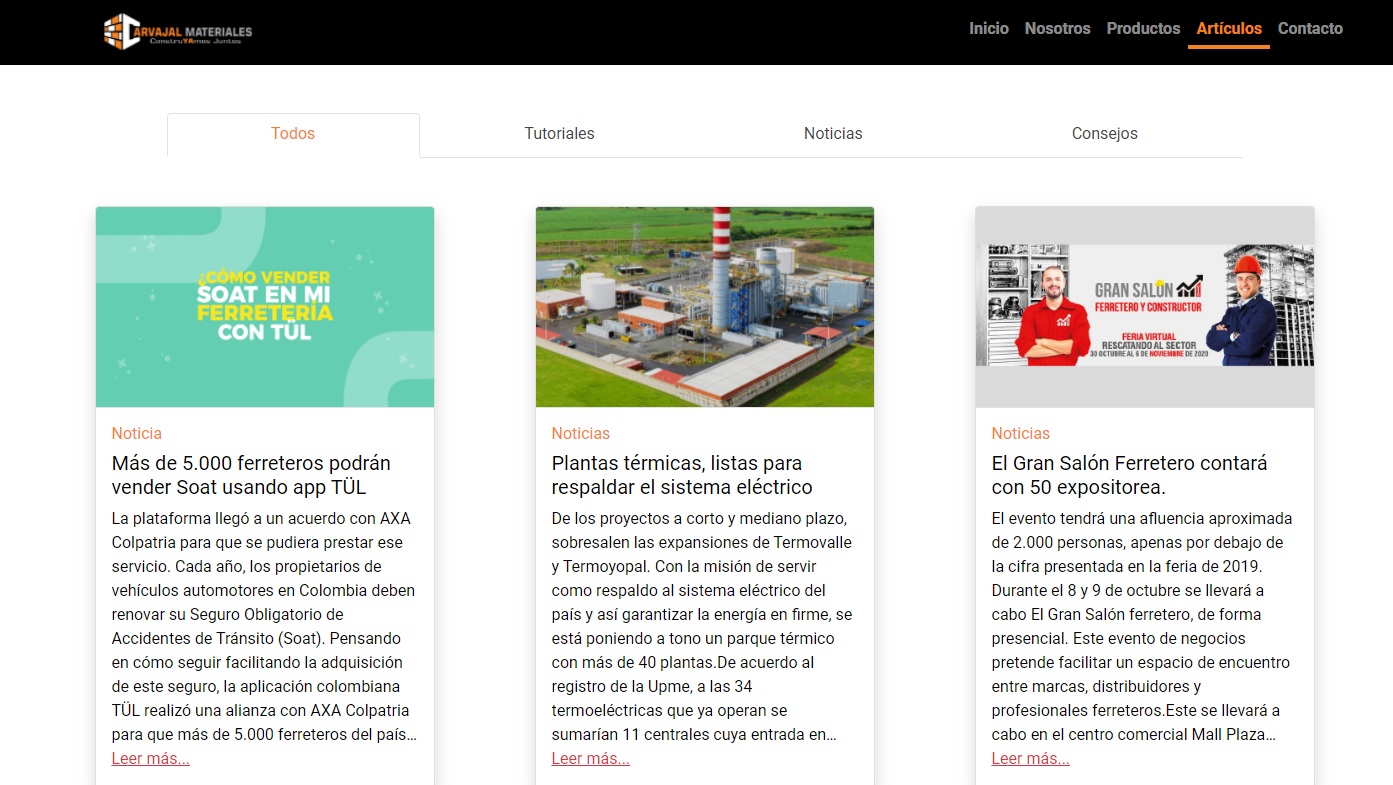 CARVAJAL MATERIALES
ConstruYAmos Juntos
Inicio
Nosotros
Productos
Artículos
Contacto
Todos
Tutoriales
Noticias
Consejos
¿CÓMO VENDER
SOAT EN MI
FERRETERÍA
CON TÜL
Noticia
Más de 5.000 ferreteros podrán
vender Soat usando app TÜL
La plataforma llegó a un acuerdo con AXA
Colpatria para que se pudiera prestar ese
servicio. Cada año, los propietarios de
vehículos automotores en Colombia deben
renovar su Seguro Obligatorio de
Accidentes de Tránsito (Soat). Pensando
en cómo seguir facilitando la adquisición
de este seguro, la aplicación colombiana
TÜL realizó una alianza con AXA Colpatria
para que más de 5.000 ferreteros del país...
Leer más...
Noticias
Plantas térmicas, listas para
respaldar el sistema eléctrico
De los proyectos a corto y mediano plazo,
sobresalen las expansiones de Termovalle
y Termoyopal. Con la misión de servir
como respaldo al sistema eléctrico del
país y así garantizar la energía en firme, se
está poniendo a tono un parque térmico
con más de 40 plantas.De acuerdo al
registro de la Upme, a las 34
termoeléctricas que ya operan se
sumarían 11 centrales cuya entrada en...
Leer más...
GRAN SALÓN
FERRETERO Y CONSTRUCTOR
FERIA VIRTUAL
RESCATANDO AL SECTOR
30 OCTUBRE AL 6 DE NOVIEMBRE DE 2020
Noticias
El Gran Salón Ferretero contará
con 50 expositorea.
El evento tendrá una afluencia aproximada
de 2.000 personas, apenas por debajo de
la cifra presentada en la feria de 2019.
Durante el 8 y 9 de octubre se llevará a
cabo El Gran Salón ferretero, de forma
presencial. Este evento de negocios
pretende facilitar un espacio de encuentro
entre marcas, distribuidores y
profesionales ferreteros.Este se llevará a
cabo en el centro comercial Mall Plaza...
Leer más...